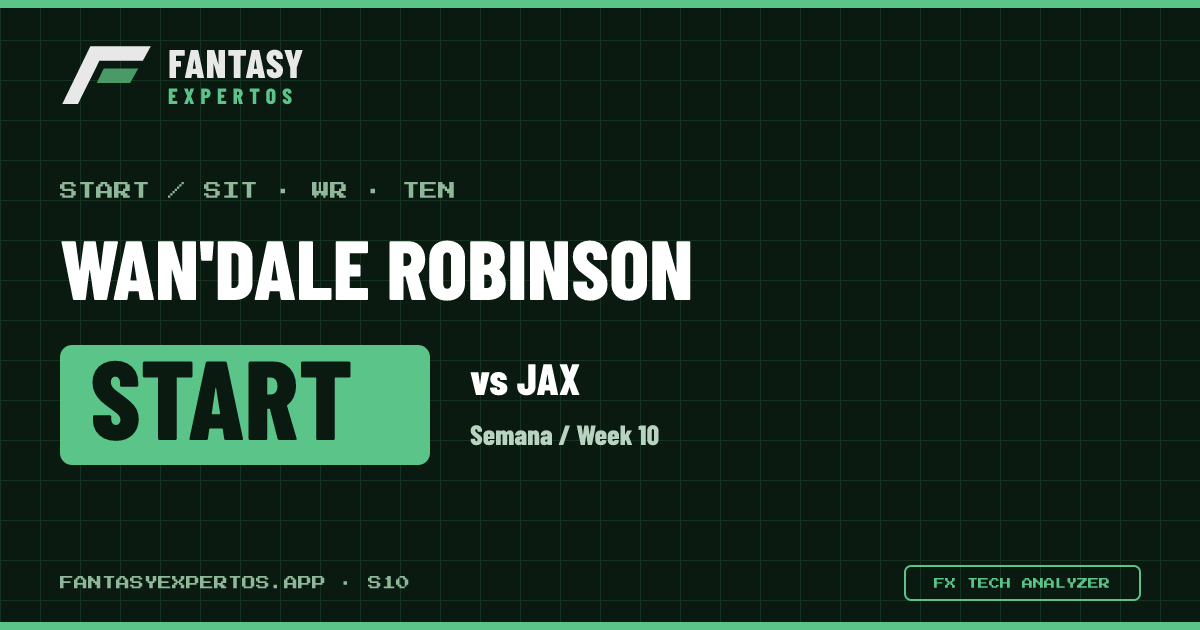 FANTASY
EXPERTOS
START / SIT · WR · TEN
WAN'DALE ROBINSON
START
vs JAX
Semana / Week 10
FANTASYEXPERTOS.APP · S10
FX TECH ANALYZER